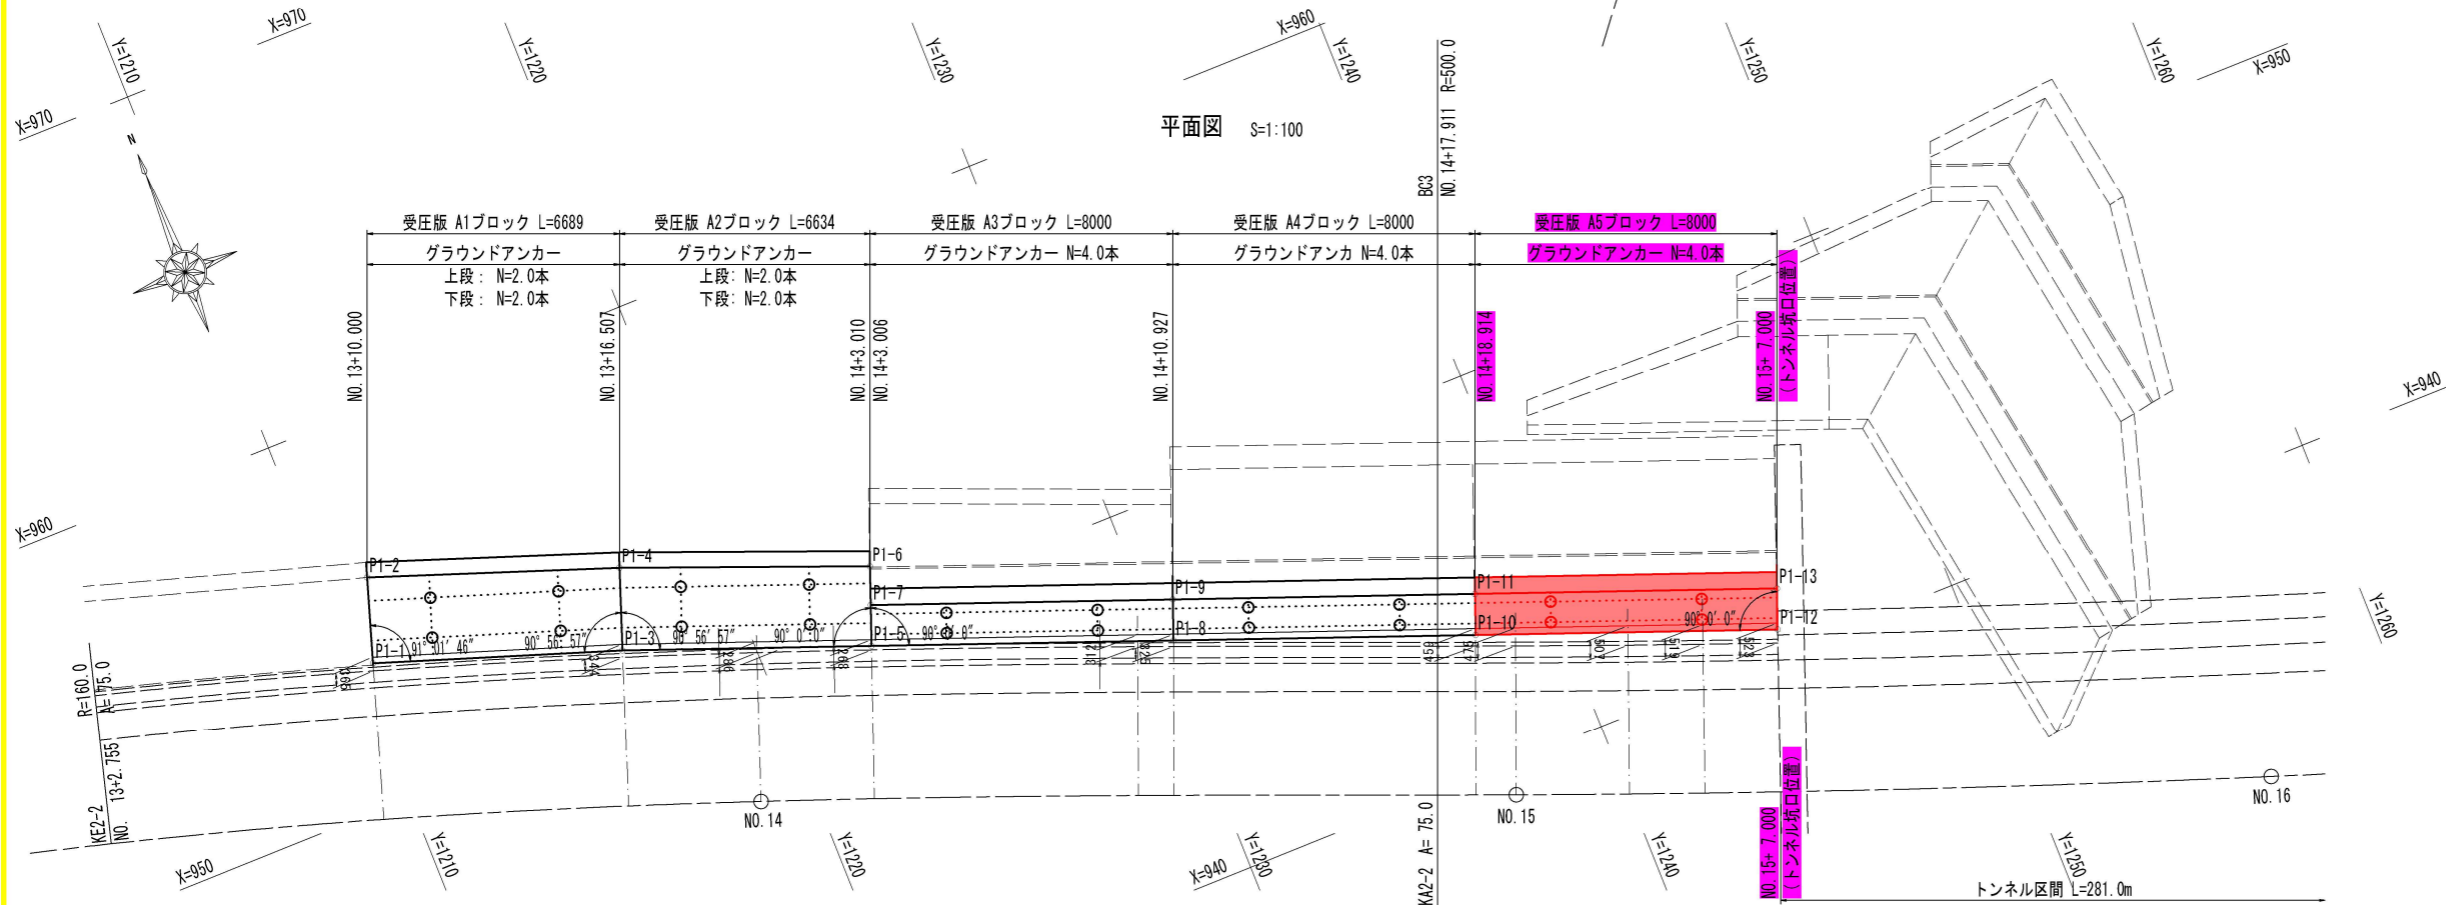 X=970
X=960
Y=1210
Y=1220
Y=1230
Y=1240
Y=1250
Y=1260
X=950
X=970
N
平面図 S=1:100
BC3
NO.14+17.911 R=500.0
受圧版 A1ブロック L=6689
受圧版 A2ブロック L=6634
受圧版 A3ブロック L=8000
受圧版 A4ブロック L=8000
受圧版 A5ブロック L=8000
グラウンドアンカー
上段: N=2.0本
下段: N=2.0本
グラウンドアンカー
上段: N=2.0本
下段: N=2.0本
グラウンドアンカー N=4.0本
グラウンドアンカ N=4.0本
グラウンドアンカー N=4.0本
NO.13+10.000
NO.13+16.507
NO.14+3.010
NO.14+3.006
NO.14+10.927
NO.14+18.914
NO.15+ 7.000
(トンネル坑口位置)
X=940
X=960
P1-2
P1-4
P1-6
P1-7
P1-9
P1-11
P1-13
P1-1
91°01′46″
90°56′57″
P1-3
90°56′57″
90°0′0″
P1-5
90°0′0″
P1-8
P1-10
90°0′0″
P1-12
459
507
519
523
Y=1260
R=160.0
A= 75.0
KE2-2
NO. 13+2.755
NO.14
NO.15
NO.16
KA2-2 A= 75.0
NO.15+ 7.000
(トンネル坑口位置)
X=950
Y=1210
Y=1220
X=940
Y=1230
Y=1240
Y=1250
トンネル区間 L=281.0m